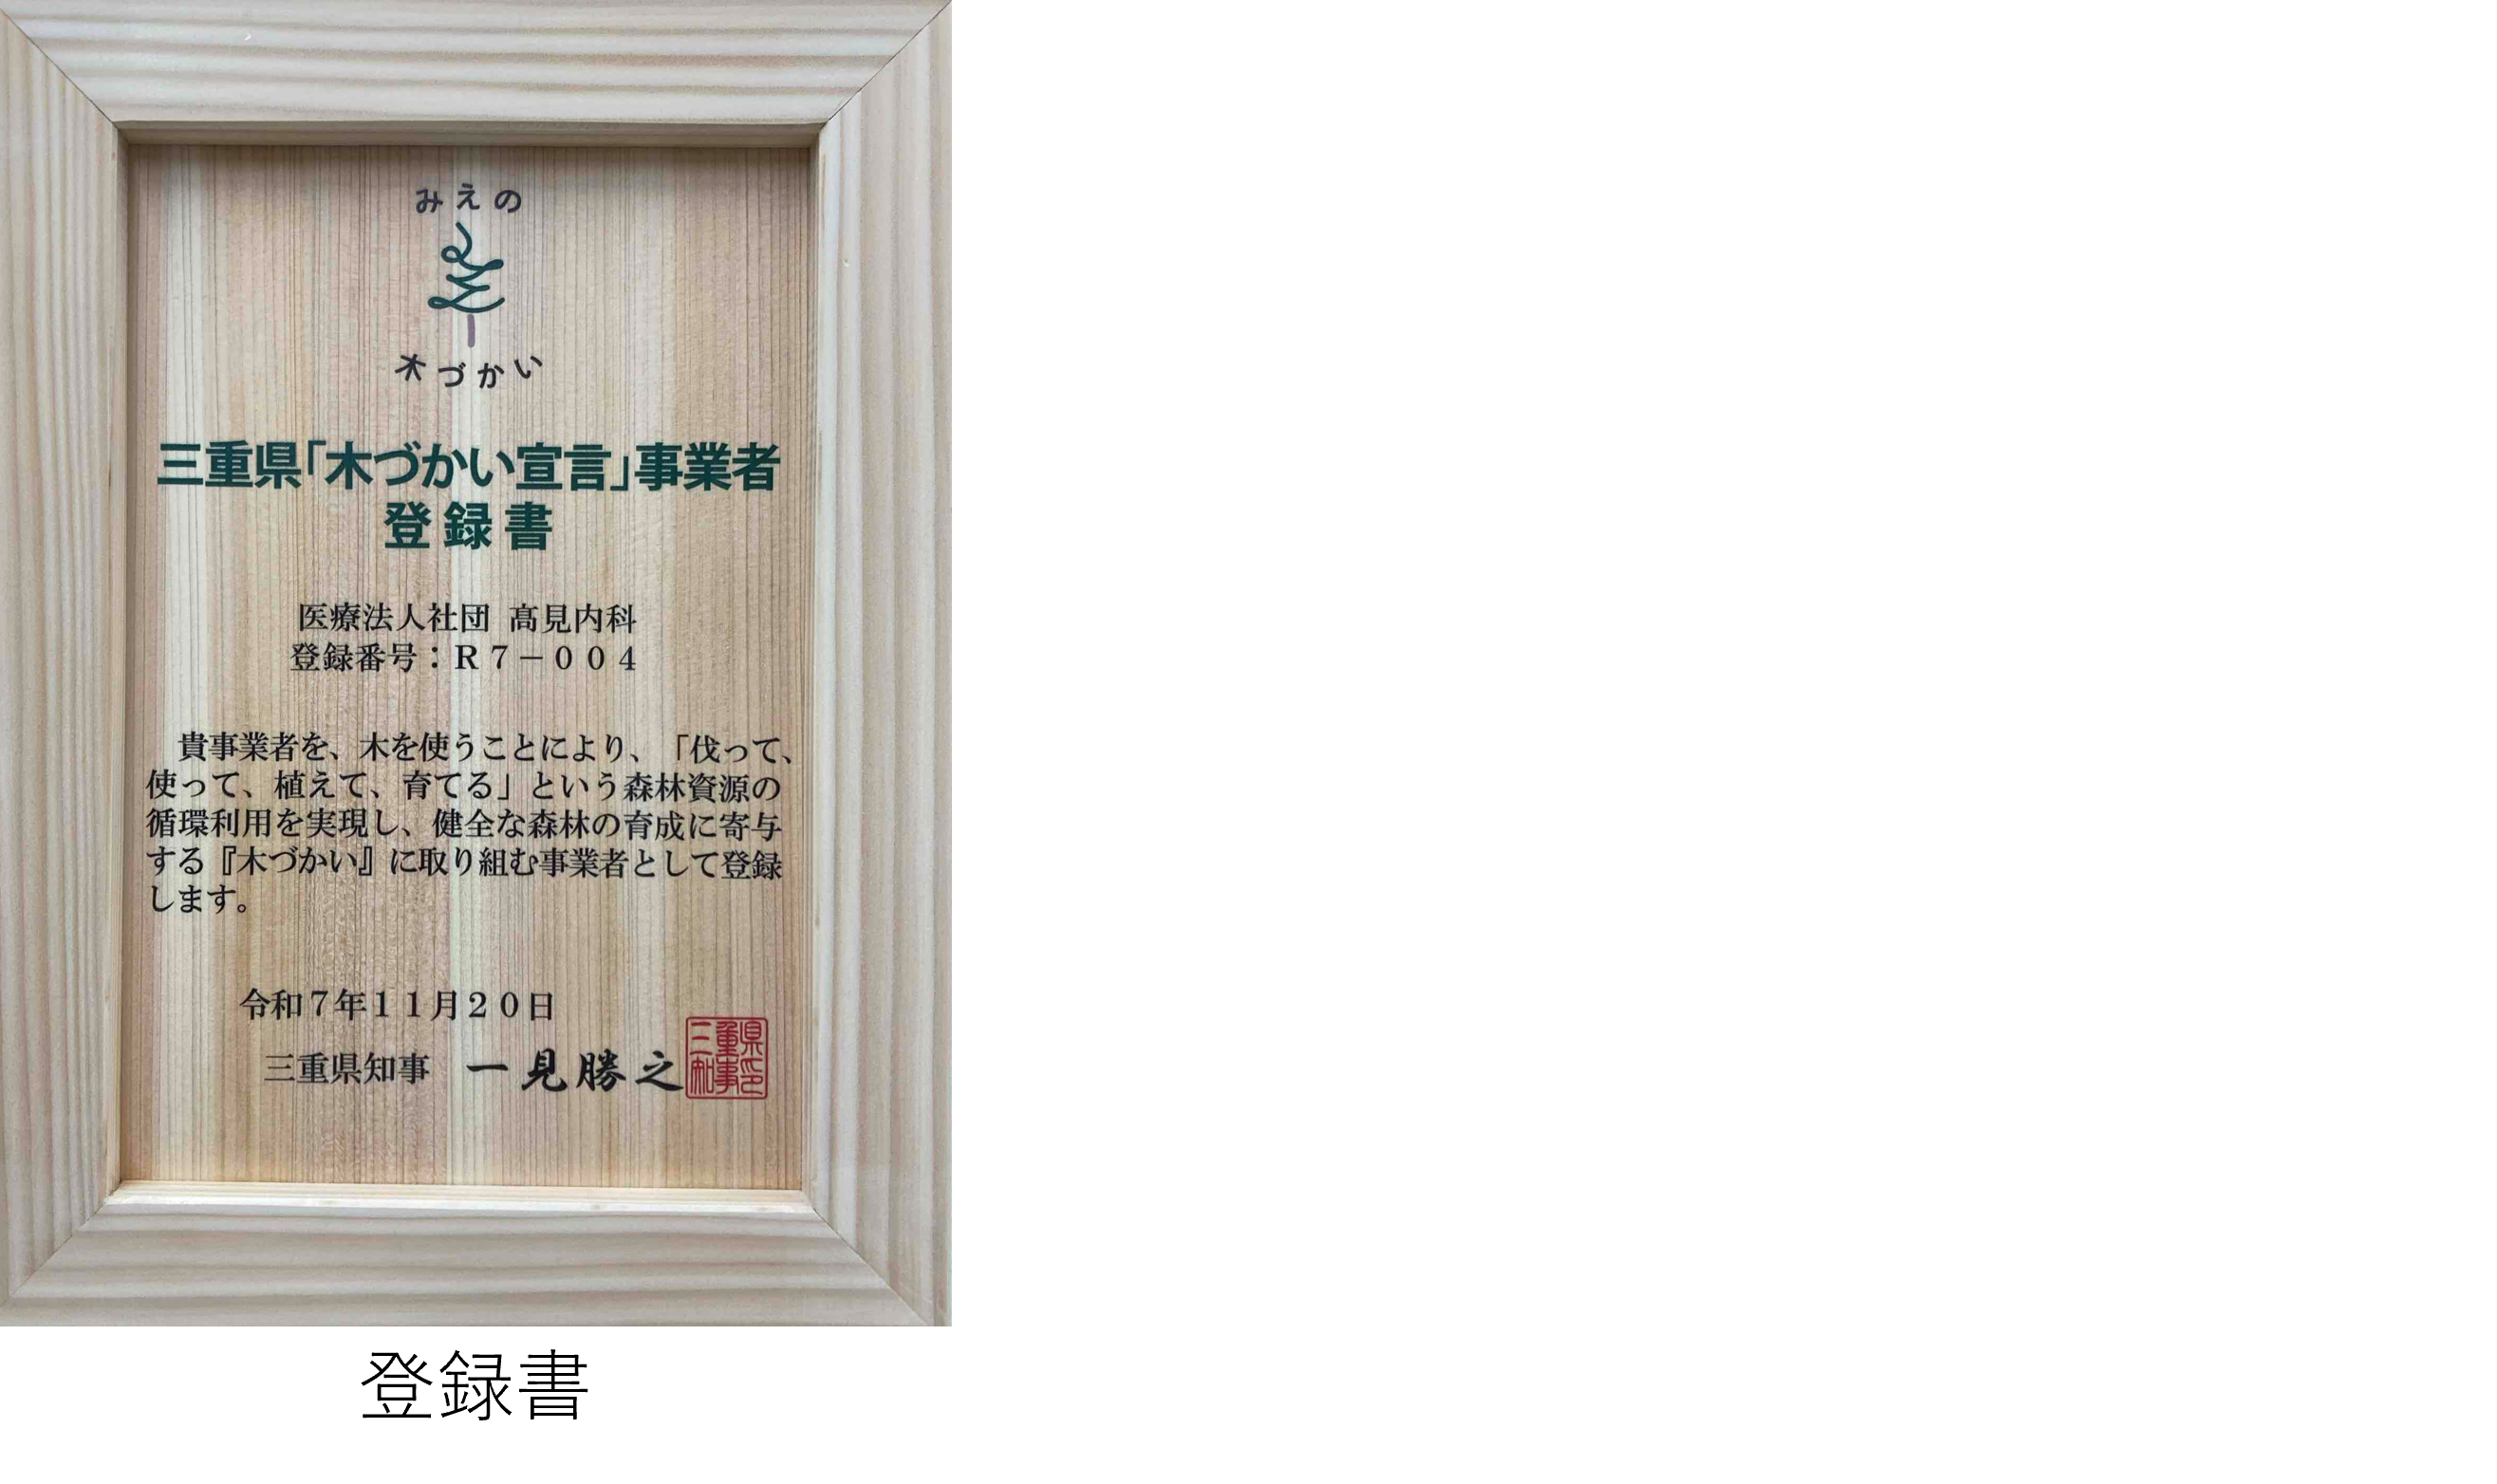 みえの
木づかい
三重県「木づかい宣言」事業者
登録書
医療法人社団 髙見内科
登録番号：Ｒ７－００４
貴事業者を、木を使うことにより、「伐って、
使って、植えて、育てる」という森林資源の
循環利用を実現し、健全な森林の育成に寄与
する『木づかい』に取り組む事業者として登録
します。
令和７年１１月２０日
三重県知事　一見勝之
三重県知事印
登録書